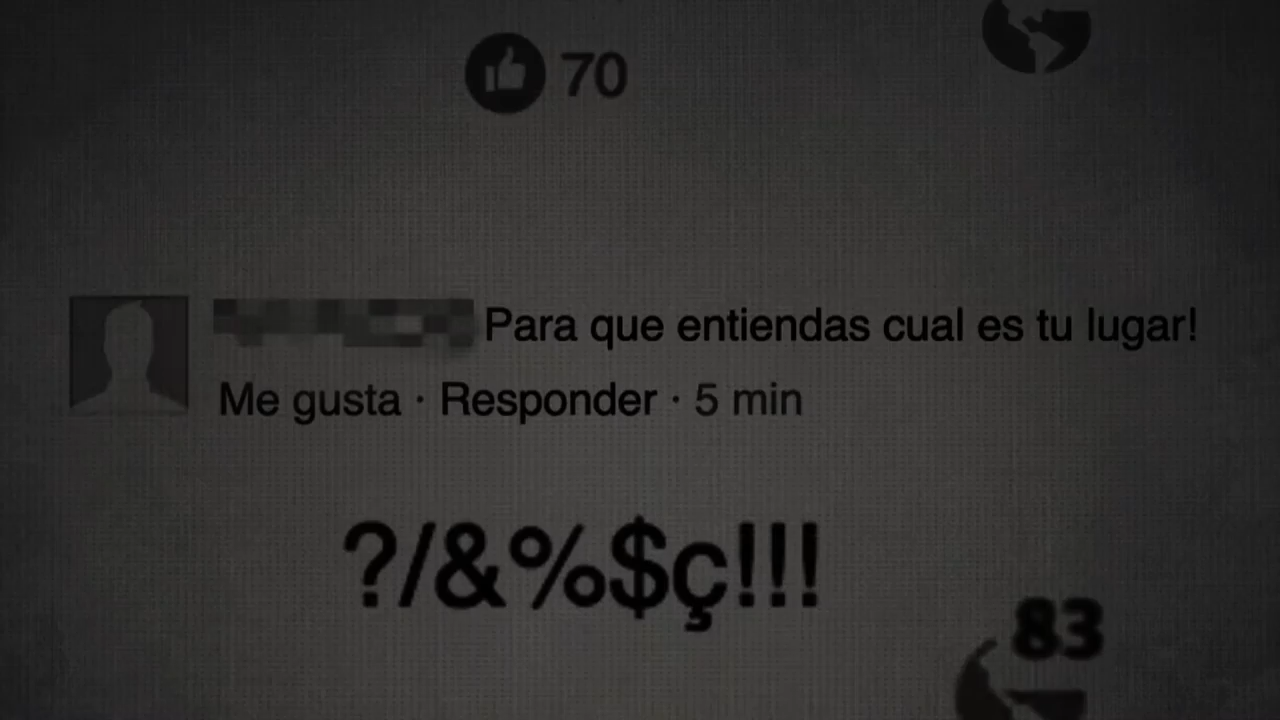 70
Para que entiendas cual es tu lugar!
Me gusta · Responder · 5 min
?/&%$ç!!!
83